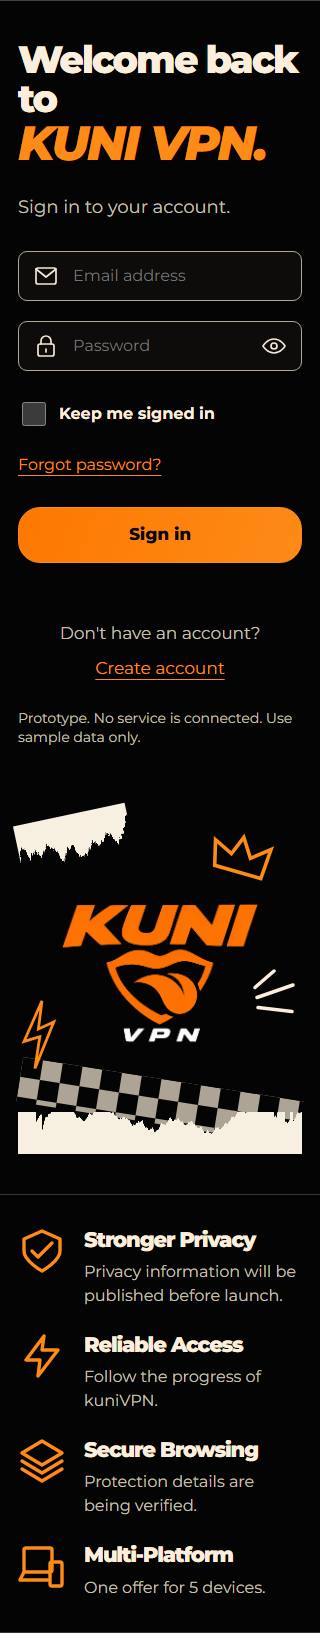 Welcome back
to
KUNI VPN.
Sign in to your account.
Email address
Password
Keep me signed in
Forgot password?
Sign in
Don't have an account?
Create account
Prototype. No service is connected. Use
sample data only.
KUNI
VPN
Stronger Privacy
Privacy information will be
published before launch.
Reliable Access
Follow the progress of
kuniVPN.
Secure Browsing
Protection details are
being verified.
Multi-Platform
One offer for 5 devices.